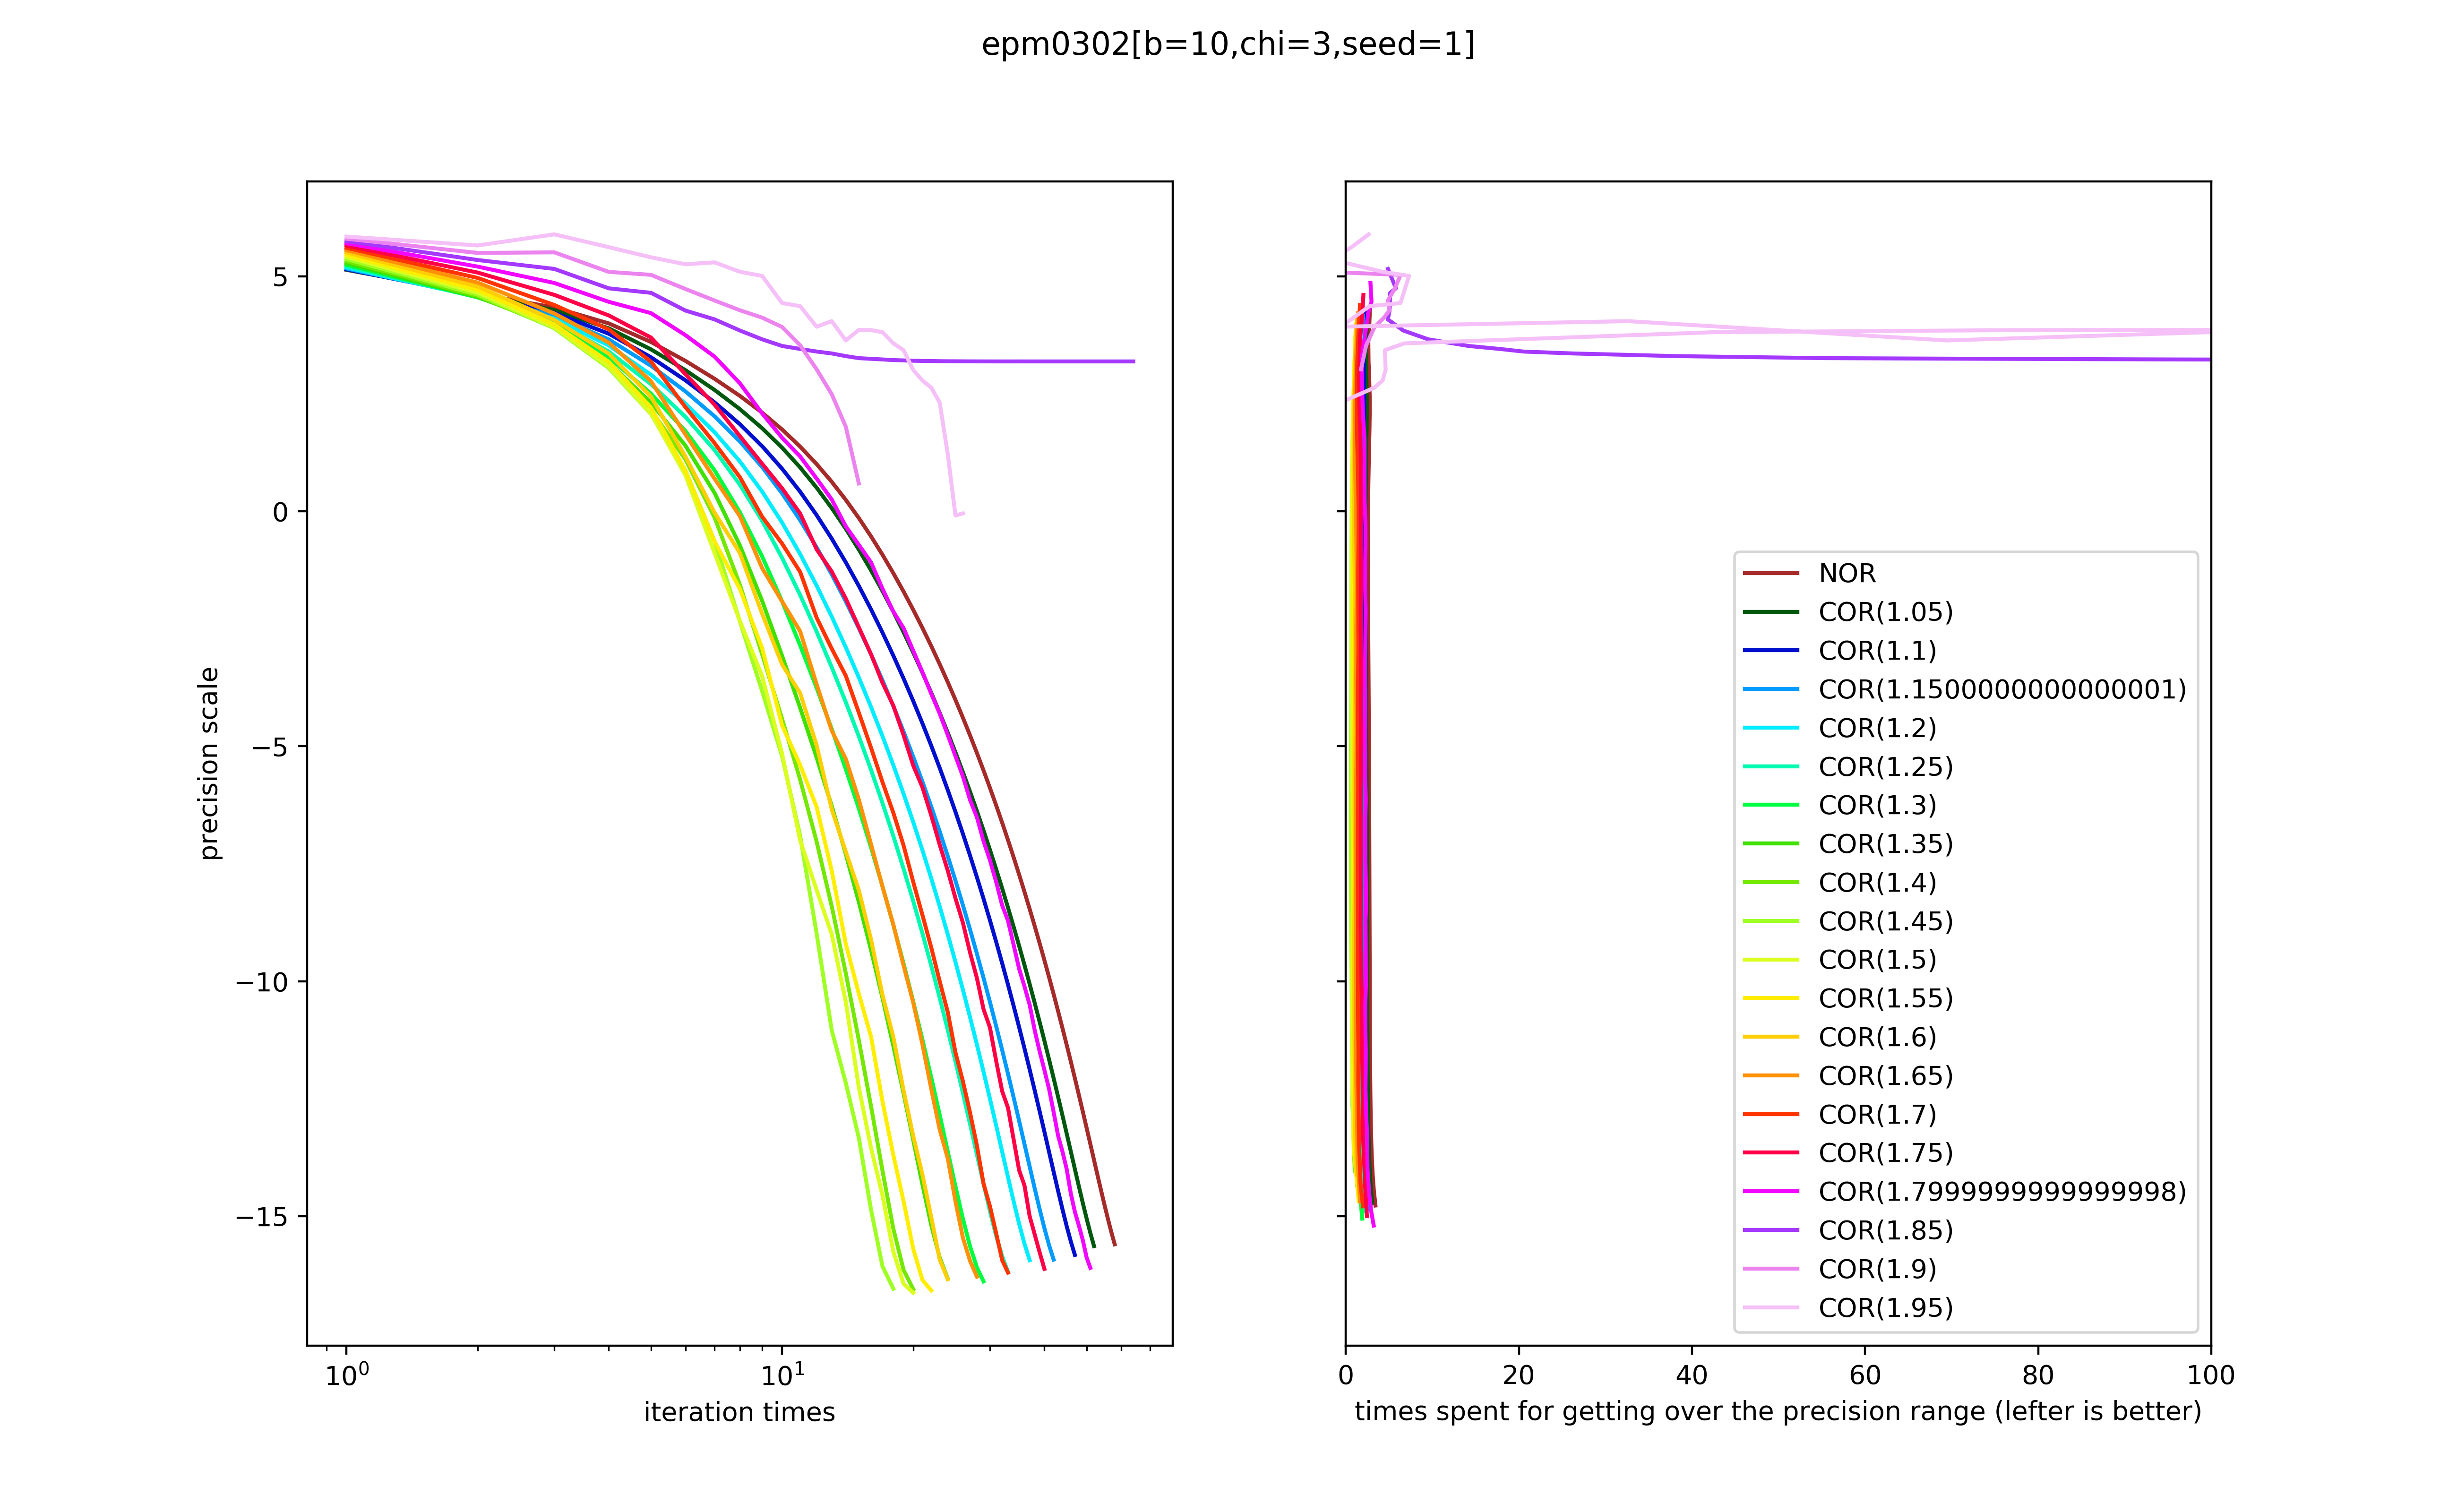 epm0302[b=10,chi=3,seed=1]
precision scale
5
0
−5
−10
−15
10⁰
10¹
iteration times
0
20
40
60
80
100
times spent for getting over the precision range (lefter is better)
NOR
COR(1.05)
COR(1.1)
COR(1.1500000000000001)
COR(1.2)
COR(1.25)
COR(1.3)
COR(1.35)
COR(1.4)
COR(1.45)
COR(1.5)
COR(1.55)
COR(1.6)
COR(1.65)
COR(1.7)
COR(1.75)
COR(1.7999999999999998)
COR(1.85)
COR(1.9)
COR(1.95)